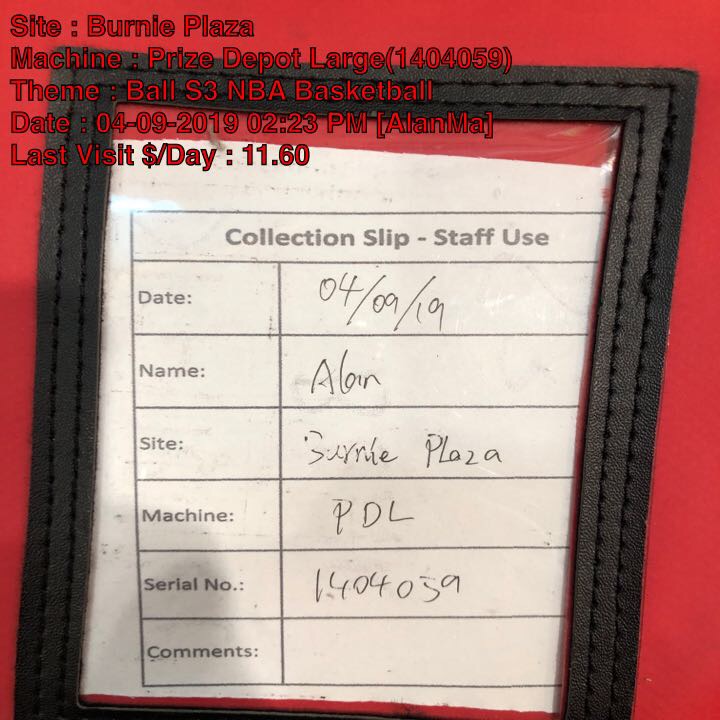 Site : Burnie Plaza
Machine : Prize Depot Large(1404059)
Theme : Ball S3 NBA Basketball
Date : 04-09-2019 02:23 PM [AlanMa]
Last Visit $/Day : 11.60
Collection Slip - Staff Use
Date: 04/09/19
Name: Alan
Site: Burnie Plaza
Machine: PDL
Serial No.: 1404059
Comments: